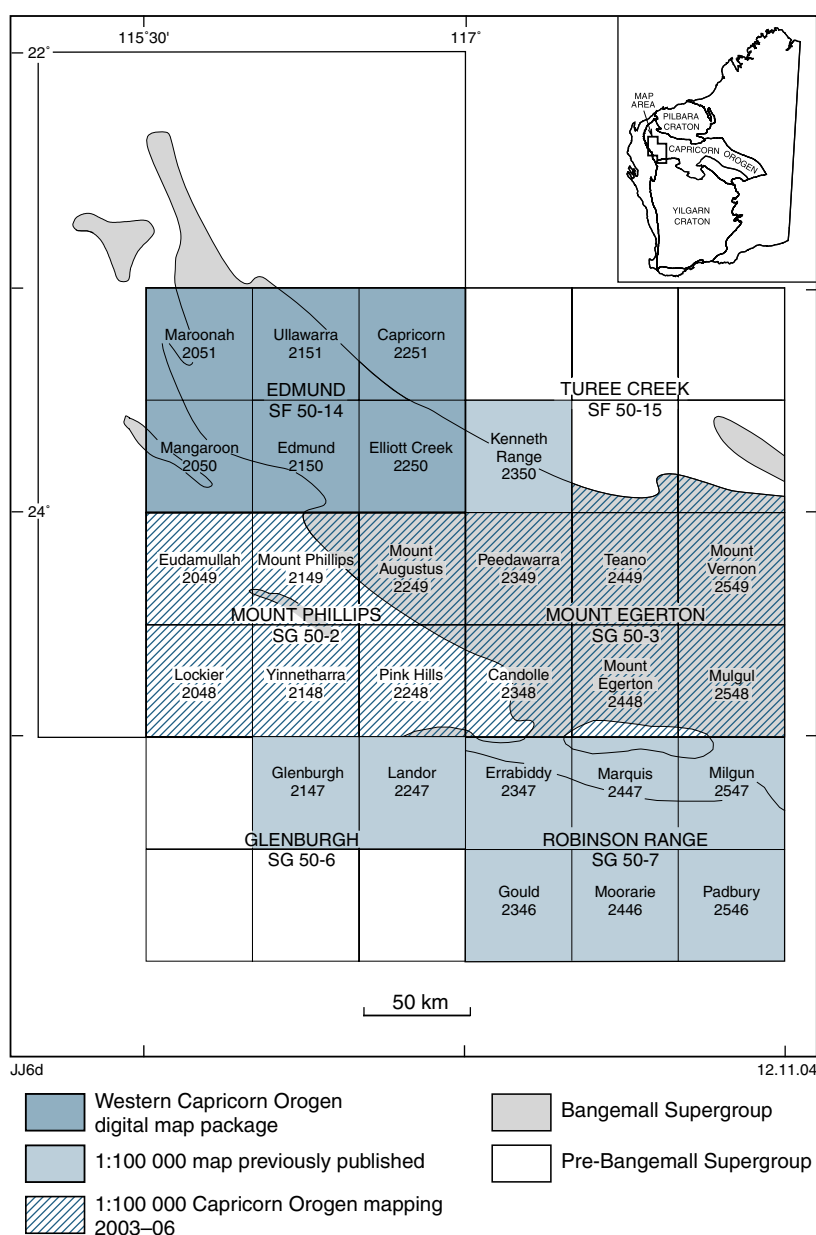 115°30'
117°
22°
MAP
AREA
PILBARA
CRATON
CAPRICORN OROGEN
YILGARN
CRATON
Maroonah
2051
Ullawarra
2151
Capricorn
2251
EDMUND
SF 50-14
TUREE CREEK
SF 50-15
Mangaroon
2050
Edmund
2150
Elliott Creek
2250
Kenneth
Range
2350
24°
Eudamullah
2049
Mount Phillips
2149
Mount
Augustus
2249
Peedawarra
2349
Teano
2449
Mount
Vernon
2549
MOUNT PHILLIPS
SG 50-2
MOUNT EGERTON
SG 50-3
Lockier
2048
Yinnetharra
2148
Pink Hills
2248
Candolle
2348
Mount
Egerton
2448
Mulgul
2548
Glenburgh
2147
Landor
2247
Errabiddy
2347
Marquis
2447
Milgun
2547
GLENBURGH
SG 50-6
ROBINSON RANGE
SG 50-7
Gould
2346
Moorarie
2446
Padbury
2546
50 km
JJ6d
12.11.04
Western Capricorn Orogen
digital map package
1:100 000 map previously published
1:100 000 Capricorn Orogen mapping
2003–06
Bangemall Supergroup
Pre-Bangemall Supergroup